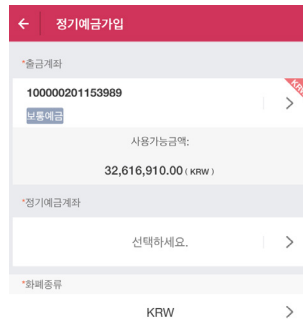 정기예금가입
*출금계좌
100000201153989
KRW
보통예금
사용가능금액:
32,616,910.00 ( KRW )
*정기예금계좌
선택하세요.
*화폐종류
KRW